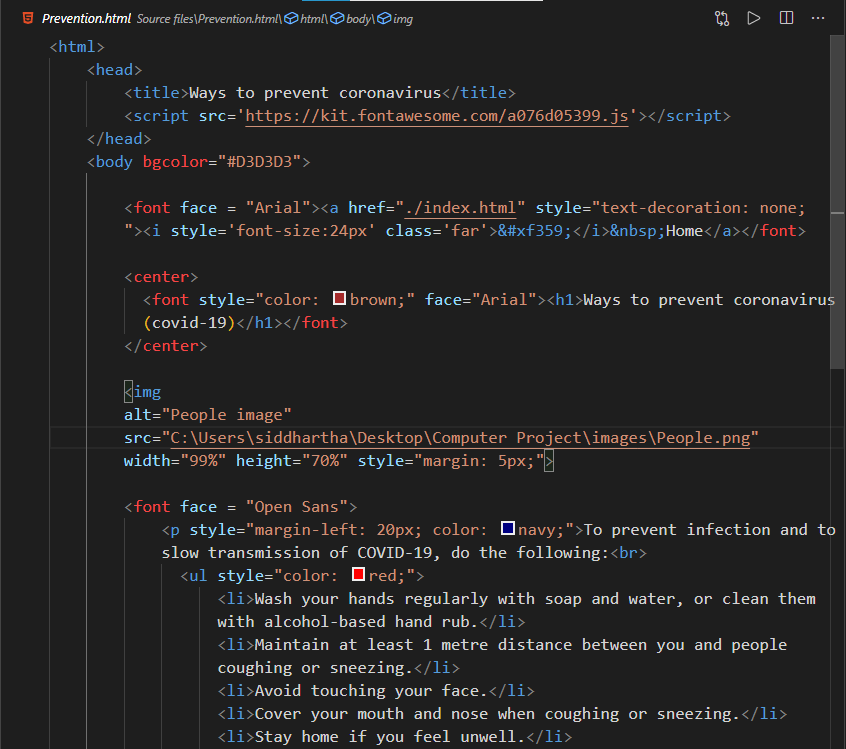 Prevention.html Source files\Prevention.html\html\body\img
<html>
<head>
<title>Ways to prevent coronavirus</title>
<script src='https://kit.fontawesome.com/a076d05399.js'></script>
</head>
<body bgcolor="#D3D3D3">
<font face = "Arial"><a href="./index.html" style="text-decoration: none;
"><i style='font-size:24px' class='far'>&#xf359;</i>&nbsp;Home</a></font>
<center>
<font style="color: brown;" face="Arial"><h1>Ways to prevent coronavirus
(covid-19)</h1></font>
</center>
<img
alt="People image"
src="C:\Users\siddhartha\Desktop\Computer Project\images\People.png"
width="99%" height="70%" style="margin: 5px;">
<font face = "Open Sans">
<p style="margin-left: 20px; color: navy;">To prevent infection and to
slow transmission of COVID-19, do the following:<br>
<ul style="color: red;">
<li>Wash your hands regularly with soap and water, or clean them
with alcohol-based hand rub.</li>
<li>Maintain at least 1 metre distance between you and people
coughing or sneezing.</li>
<li>Avoid touching your face.</li>
<li>Cover your mouth and nose when coughing or sneezing.</li>
<li>Stay home if you feel unwell.</li>